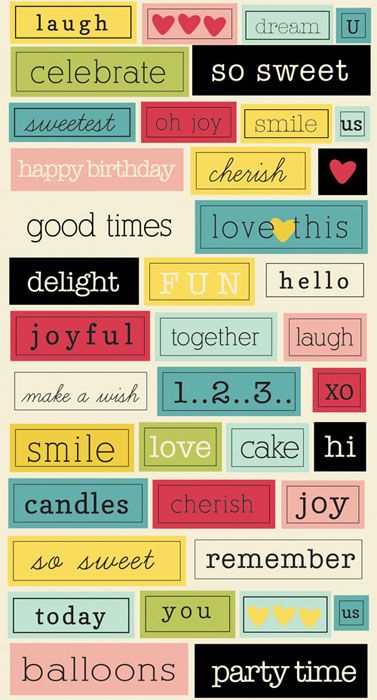 laugh dream U
celebrate so sweet
sweetest oh joy smile us
happy birthday cherish
good times love this
delight FUN hello
joyful together laugh
make a wish 1..2..3.. xo
smile love cake hi
candles cherish joy
so sweet remember
today you us
balloons party time